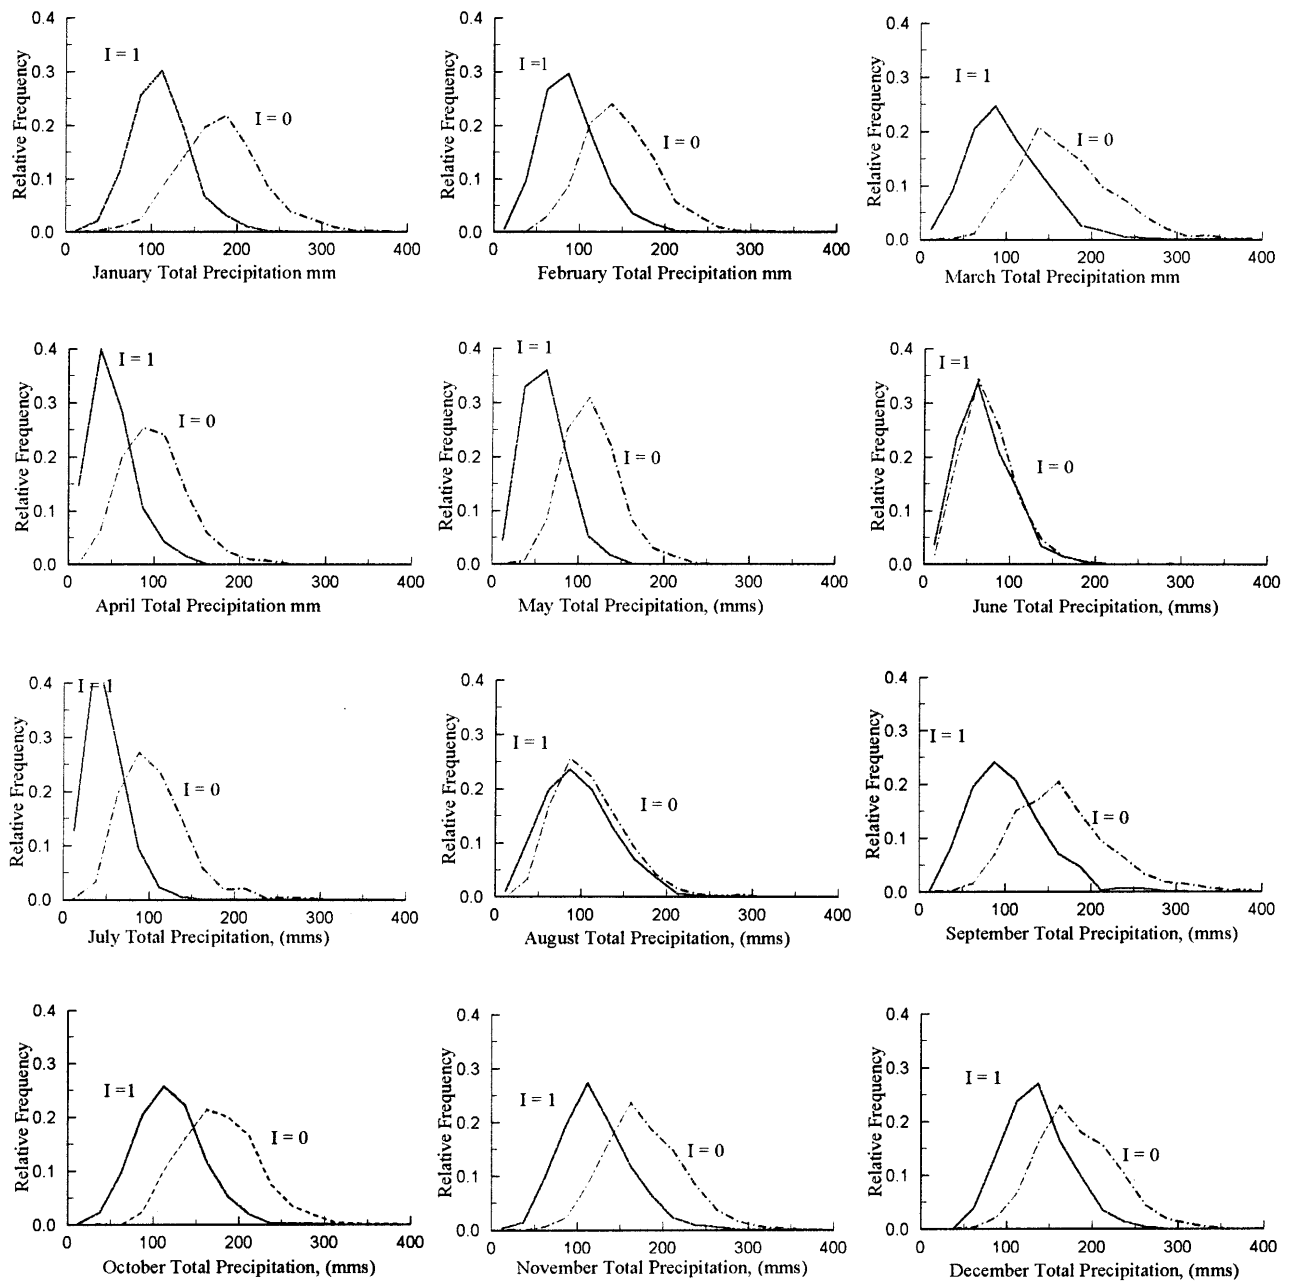 0.4
0.3
0.2
0.1
0.0
Relative Frequency
I = 1
I = 0
0
100
200
300
400
January Total Precipitation mm
0.4
0.3
0.2
0.1
0.0
Relative Frequency
I =1
I = 0
0
100
200
300
400
February Total Precipitation mm
0.4
0.3
0.2
0.1
0.0
Relative Frequency
I = 1
I = 0
0
100
200
300
400
March Total Precipitation mm
0.4
0.3
0.2
0.1
0.0
Relative Frequency
I = 1
I = 0
0
100
200
300
400
April Total Precipitation mm
0.4
0.3
0.2
0.1
0.0
Relative Frequency
I = 1
I = 0
0
100
200
300
400
May Total Precipitation, (mms)
0.4
0.3
0.2
0.1
0.0
Relative Frequency
I =1
I = 0
0
100
200
300
400
June Total Precipitation, (mms)
0.4
0.3
0.2
0.1
0.0
Relative Frequency
I = 1
I = 0
0
100
200
300
400
July Total Precipitation, (mms)
0.4
0.3
0.2
0.1
0.0
Relative Frequency
I = 1
I = 0
0
100
200
300
400
August Total Precipitation, (mms)
0.4
0.3
0.2
0.1
0.0
Relative Frequency
I = 1
I = 0
0
100
200
300
400
September Total Precipitation, (mms)
0.4
0.3
0.2
0.1
0.0
Relative Frequency
I =1
I = 0
0
100
200
300
400
October Total Precipitation, (mms)
0.4
0.3
0.2
0.1
0.0
Relative Frequency
I = 1
I = 0
0
100
200
300
400
November Total Precipitation, (mms)
0.4
0.3
0.2
0.1
0.0
Relative Frequency
I = 1
I = 0
0
100
200
300
400
December Total Precipitation, (mms)